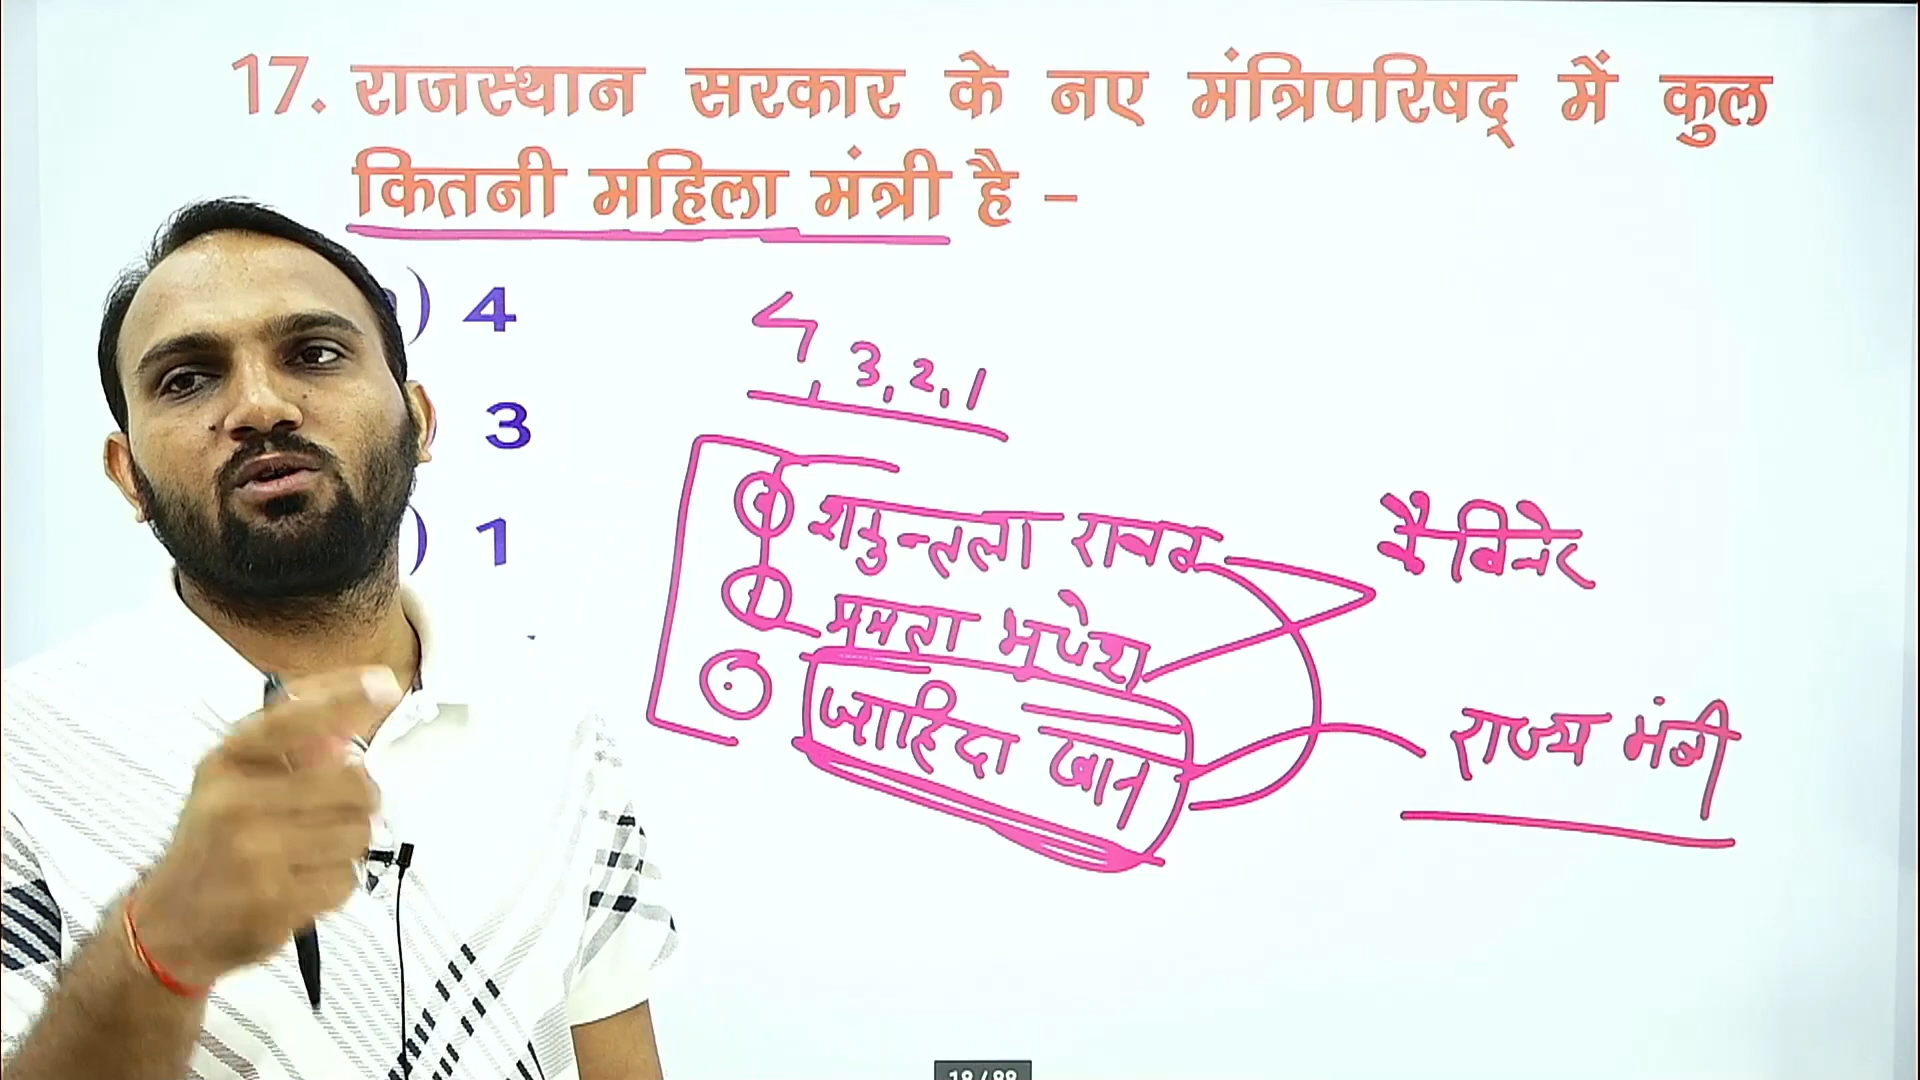 17. राजस्थान सरकार के नए मंत्रिपरिषद् में कुल
कितनी महिला मंत्री है –
) 4
3
) 1
4, 3, 2, 1
शकुन्तला रावत
कैबिनेट
ममता भूपेश
जाहिदा खान
राज्य मंत्री